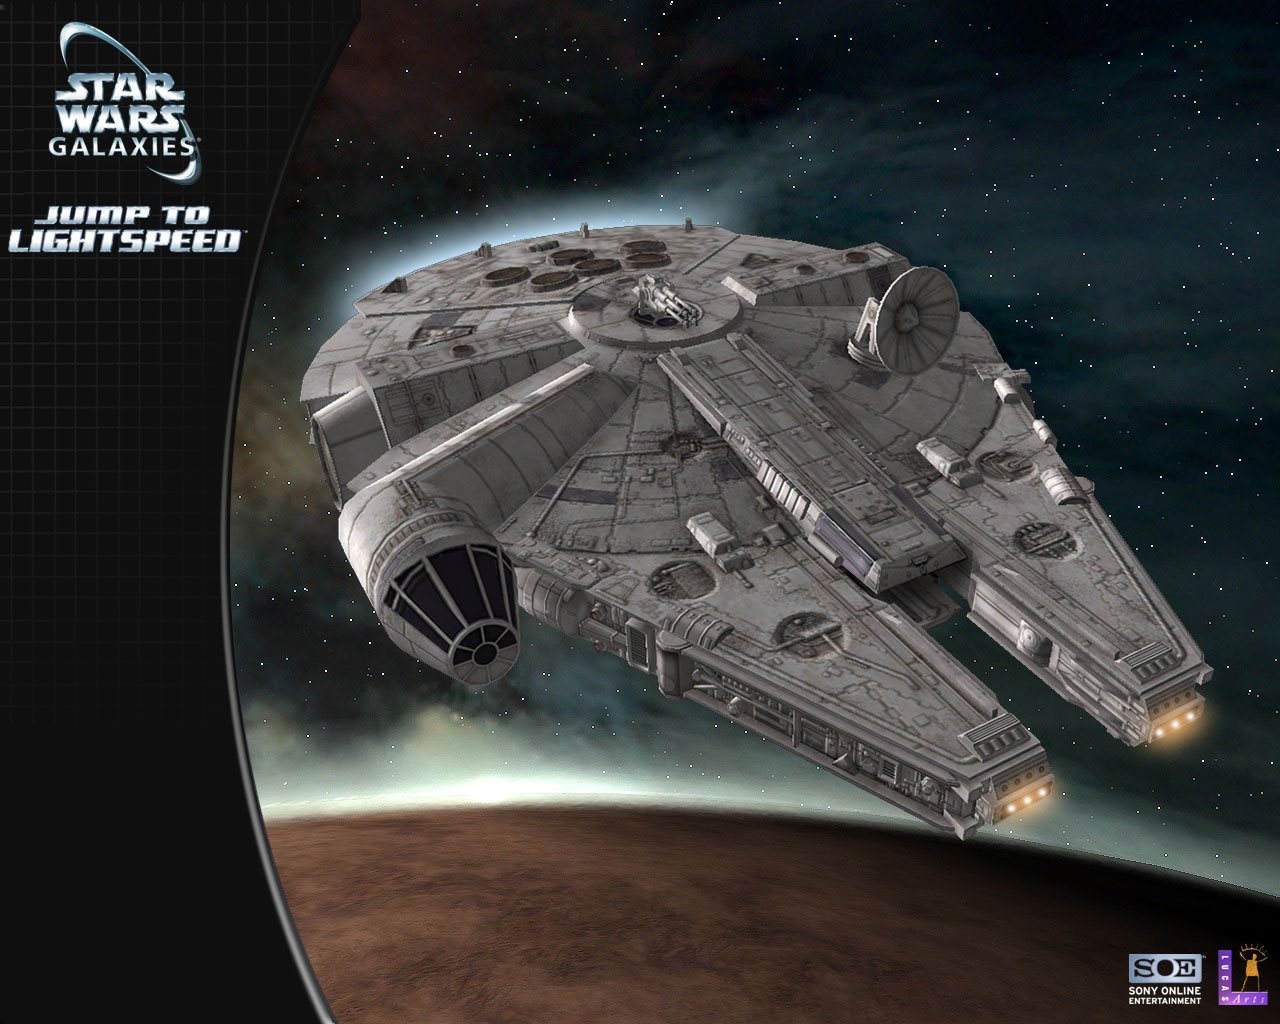 STAR
WARS
GALAXIES
JUMP TO
LIGHTSPEED
SOE
SONY ONLINE
ENTERTAINMENT
LUCAS
Arts